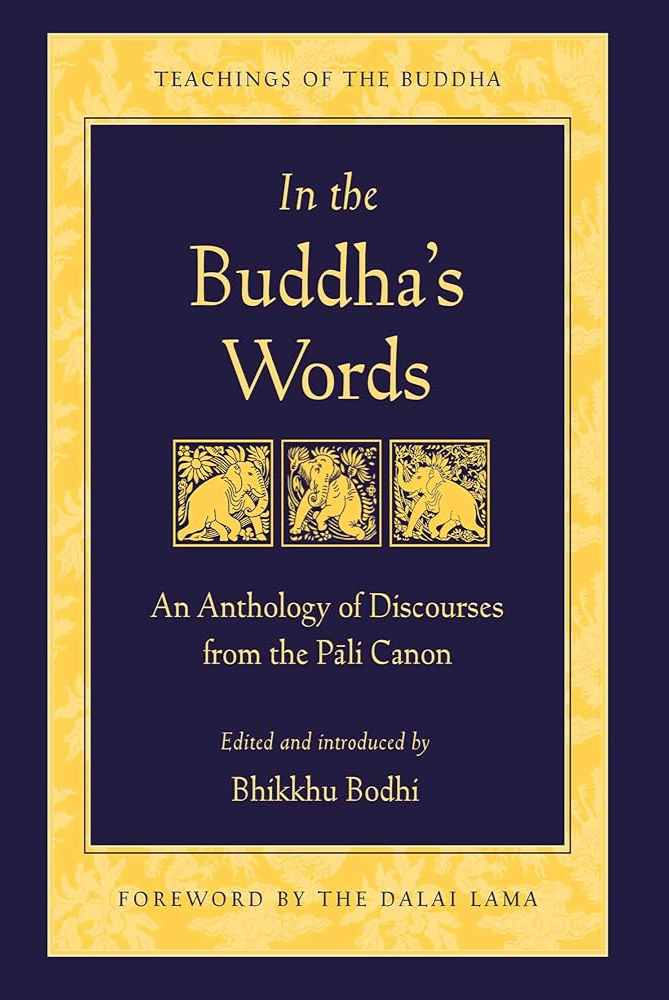 TEACHINGS OF THE BUDDHA
In the
Buddha's
Words
An Anthology of Discourses
from the Pāli Canon
Edited and introduced by
Bhikkhu Bodhi
FOREWORD BY THE DALAI LAMA